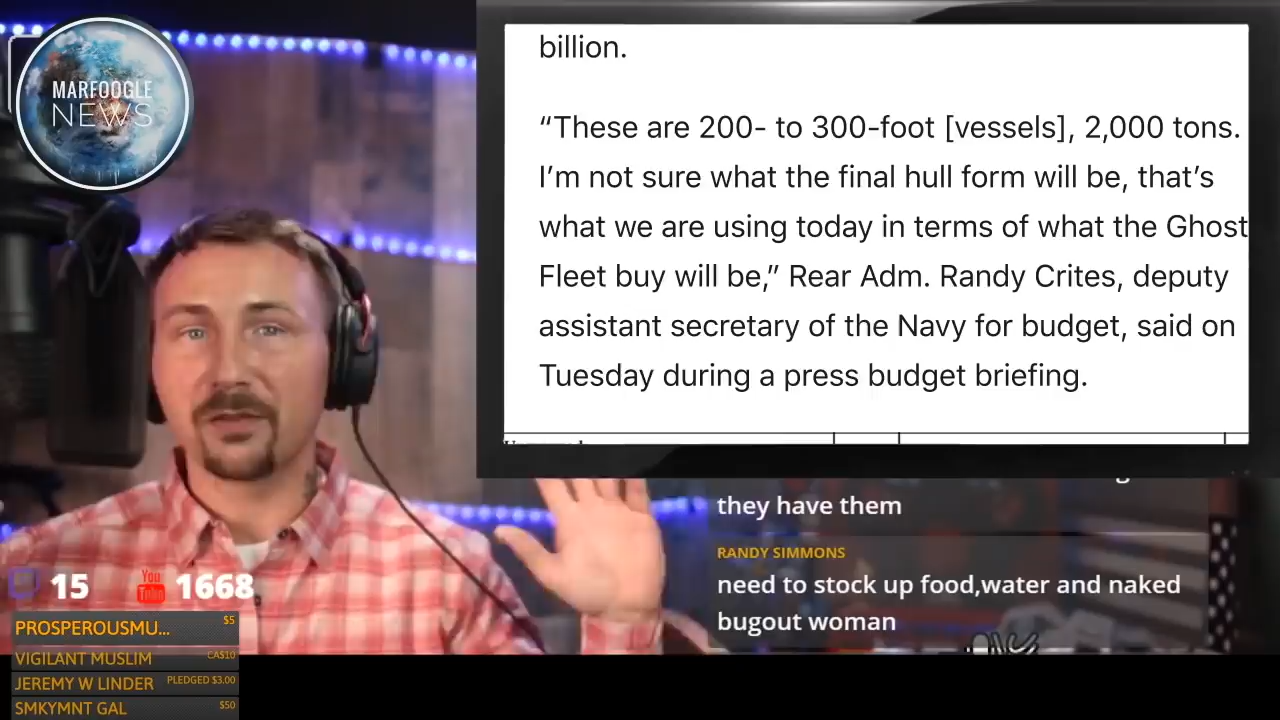 MARFOOGLE
NEWS
billion.
“These are 200- to 300-foot [vessels], 2,000 tons.
I’m not sure what the final hull form will be, that’s
what we are using today in terms of what the Ghost
Fleet buy will be,” Rear Adm. Randy Crites, deputy
assistant secretary of the Navy for budget, said on
Tuesday during a press budget briefing.
they have them
RANDY SIMMONS
need to stock up food,water and naked
bugout woman
15 You Tube 1668
PROSPEROUSMU... $5
VIGILANT MUSLIM CA$10
JEREMY W LINDER PLEDGED $3.00
SMKYMNT GAL $50